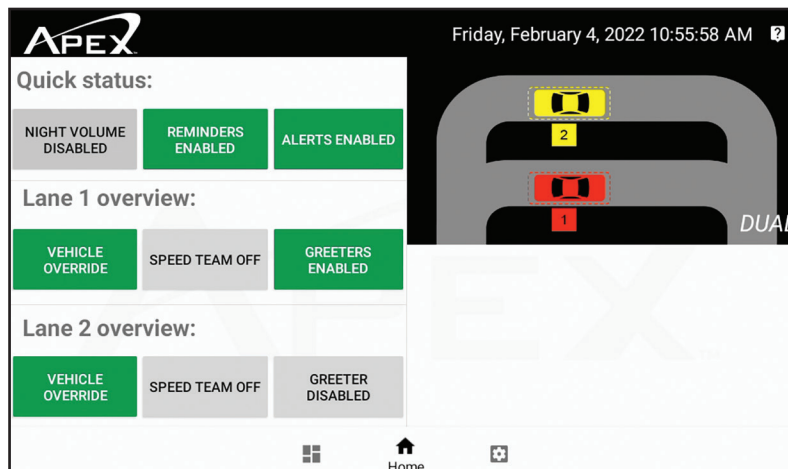 APEX
Friday, February 4, 2022 10:55:58 AM
Quick status:
NIGHT VOLUME
DISABLED
REMINDERS
ENABLED
ALERTS ENABLED
2
1
DUAL
Lane 1 overview:
VEHICLE
OVERRIDE
SPEED TEAM OFF
GREETERS
ENABLED
Lane 2 overview:
VEHICLE
OVERRIDE
SPEED TEAM OFF
GREETER
DISABLED
APEX
Home